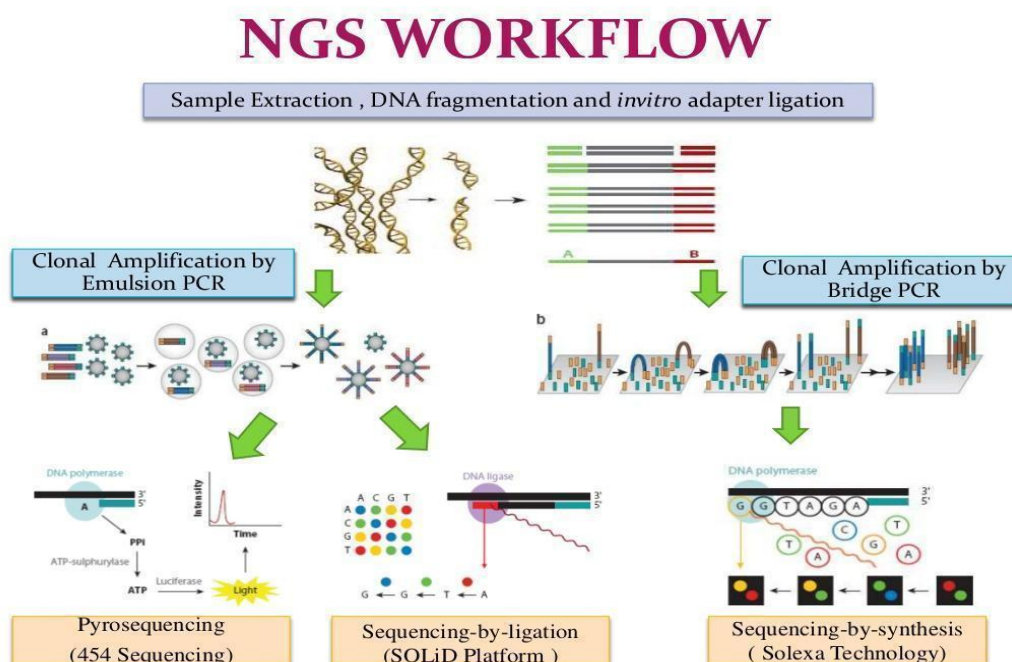 NGS WORKFLOW
Sample Extraction , DNA fragmentation and invitro adapter ligation
A
B
Clonal Amplification by
Emulsion PCR
Clonal Amplification by
Bridge PCR
a
b
DNA polymerase
A
3'
5'
PPi
ATP-sulphurylase
ATP
Luciferase
Light
Intensity
Time
A C G T
A
C
G
T
DNA ligase
3'
5'
G G T A
DNA polymerase
3'
5'
G G T A G A
C T
T A G A
Pyrosequencing
(454 Sequencing)
Sequencing-by-ligation
(SOLiD Platform )
Sequencing-by-synthesis
( Solexa Technology)